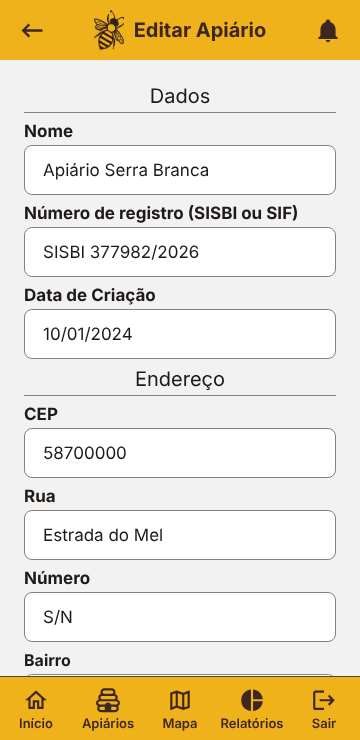 Editar Apiário
Dados
Nome
Apiário Serra Branca
Número de registro (SISBI ou SIF)
SISBI 377982/2026
Data de Criação
10/01/2024
Endereço
CEP
58700000
Rua
Estrada do Mel
Número
S/N
Bairro
Início Apiários Mapa Relatórios Sair